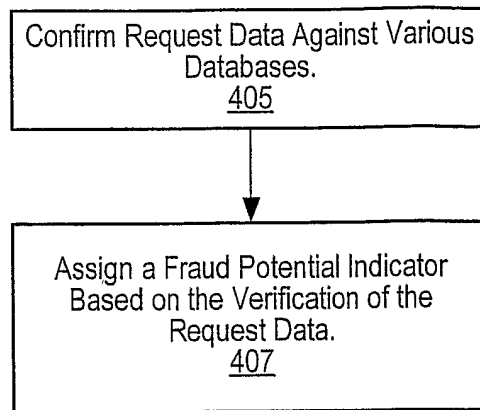 Confirm Request Data Against Various
Databases.
405
Assign a Fraud Potential Indicator
Based on the Verification of the
Request Data.
407